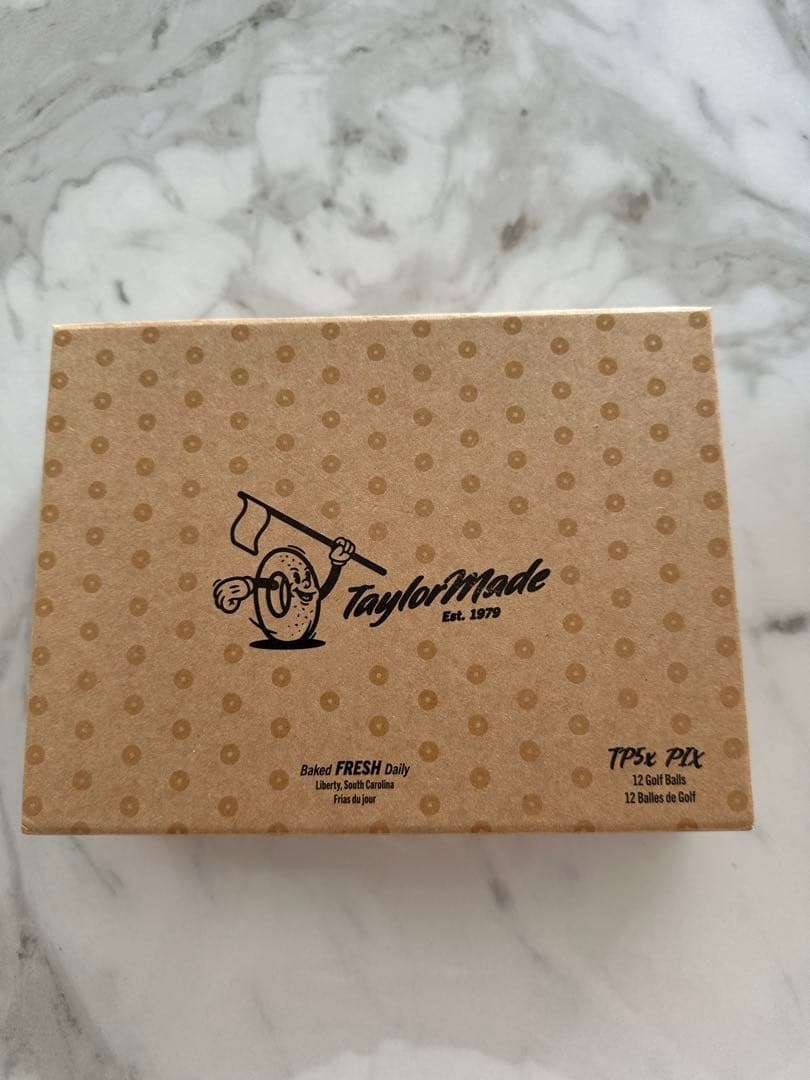 TaylorMade
Est. 1979
Baked FRESH Daily
Liberty, South Carolina
Frias du jour
TP5x PIX
12 Golf Balls
12 Balles de Golf